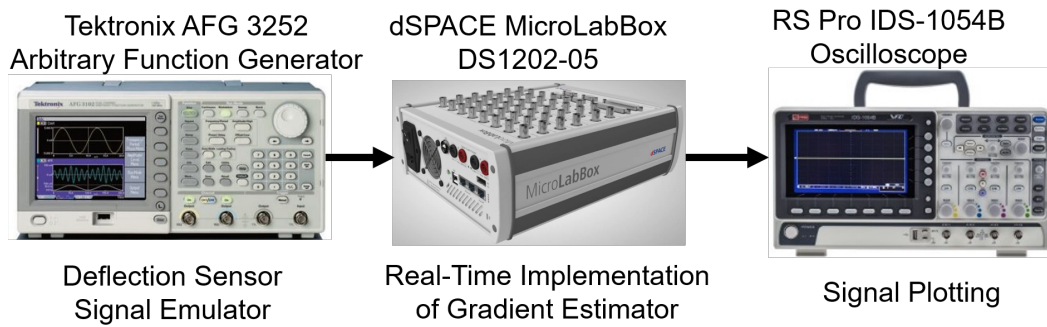 Tektronix AFG 3252
Arbitrary Function Generator
dSPACE MicroLabBox
DS1202-05
RS Pro IDS-1054B
Oscilloscope
Tektronix
MicroLabBox
dSPACE
Deflection Sensor
Signal Emulator
Real-Time Implementation
of Gradient Estimator
Signal Plotting